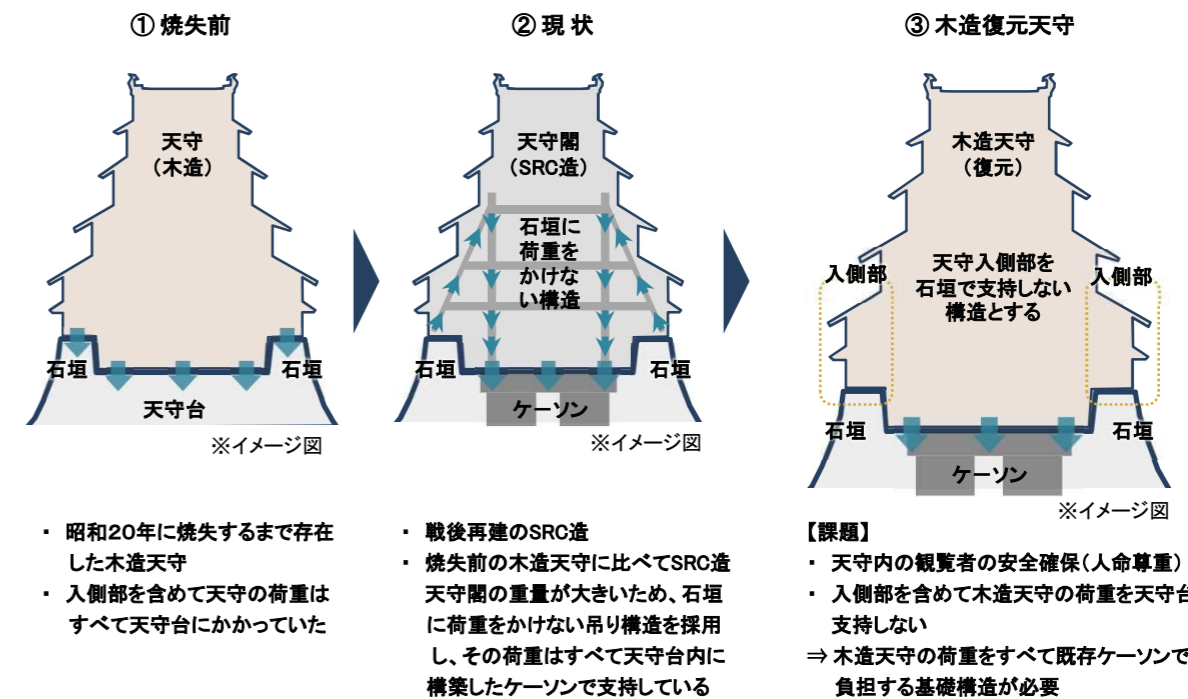 ① 焼失前
天守
（木造）
石垣
石垣
天守台
※イメージ図
・ 昭和２０年に焼失するまで存在
した木造天守
・ 入側部を含めて天守の荷重は
すべて天守台にかかっていた
② 現 状
天守閣
（SRC造）
石垣に
荷重を
かけな
い構造
石垣
石垣
ケーソン
※イメージ図
・ 戦後再建のSRC造
・ 焼失前の木造天守に比べてSRC造
天守閣の重量が大きいため、石垣
に荷重をかけない吊り構造を採用
し、その荷重はすべて天守台内に
構築したケーソンで支持している
③ 木造復元天守
木造天守
（復元）
入側部
天守入側部を
石垣で支持しない
構造とする
入側部
石垣
石垣
ケーソン
※イメージ図
【課題】
・ 天守内の観覧者の安全確保（人命尊重）
・ 入側部を含めて木造天守の荷重を天守台
支持しない
⇒ 木造天守の荷重をすべて既存ケーソンで
負担する基礎構造が必要